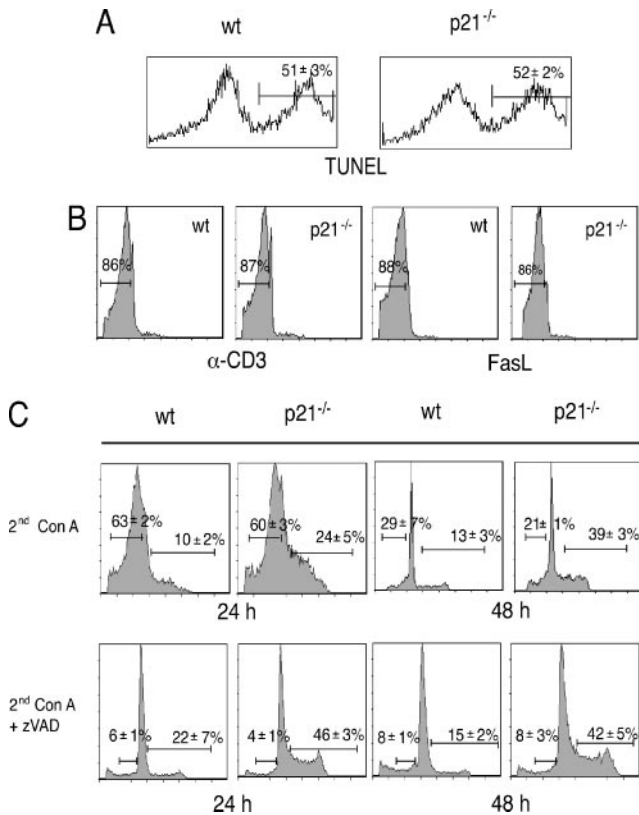 A
wt
p21-/-
51± 3%
52± 2%
TUNEL
B
wt
p21-/-
wt
p21-/-
86%
87%
88%
86%
α-CD3
FasL
C
wt
p21-/-
wt
p21-/-
2nd Con A
63± 2%
10±2%
60± 3%
24±5%
29± 7%
13± 3%
21± 1%
39± 3%
24 h
48 h
2nd Con A
+ zVAD
6± 1%
22± 7%
4± 1%
46± 3%
8± 1%
15± 2%
8± 3%
42± 5%
24 h
48 h